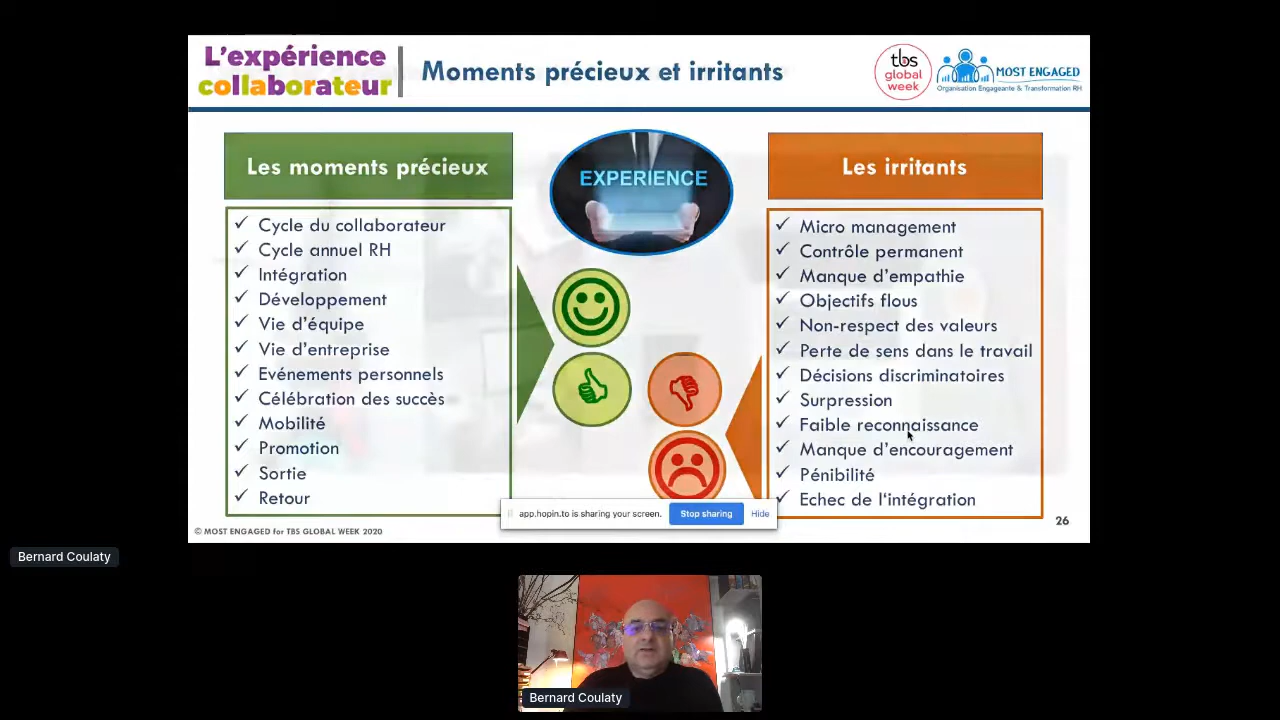 L'expérience
collaborateur
Moments précieux et irritants
tbs
global
week
MOST ENGAGED
Organisation Engageante & Transformation RH
Les moments précieux
Cycle du collaborateur
Cycle annuel RH
Intégration
Développement
Vie d'équipe
Vie d'entreprise
Evénements personnels
Célébration des succès
Mobilité
Promotion
Sortie
Retour
EXPERIENCE
Les irritants
Micro management
Contrôle permanent
Manque d'empathie
Objectifs flous
Non-respect des valeurs
Perte de sens dans le travail
Décisions discriminatoires
Surpression
Faible reconnaissance
Manque d'encouragement
Pénibilité
Echec de l'intégration
app.hopin.to is sharing your screen.
Stop sharing
Hide
© MOST ENGAGED for TBS GLOBAL WEEK 2020
26
Bernard Coulaty
Bernard Coulaty